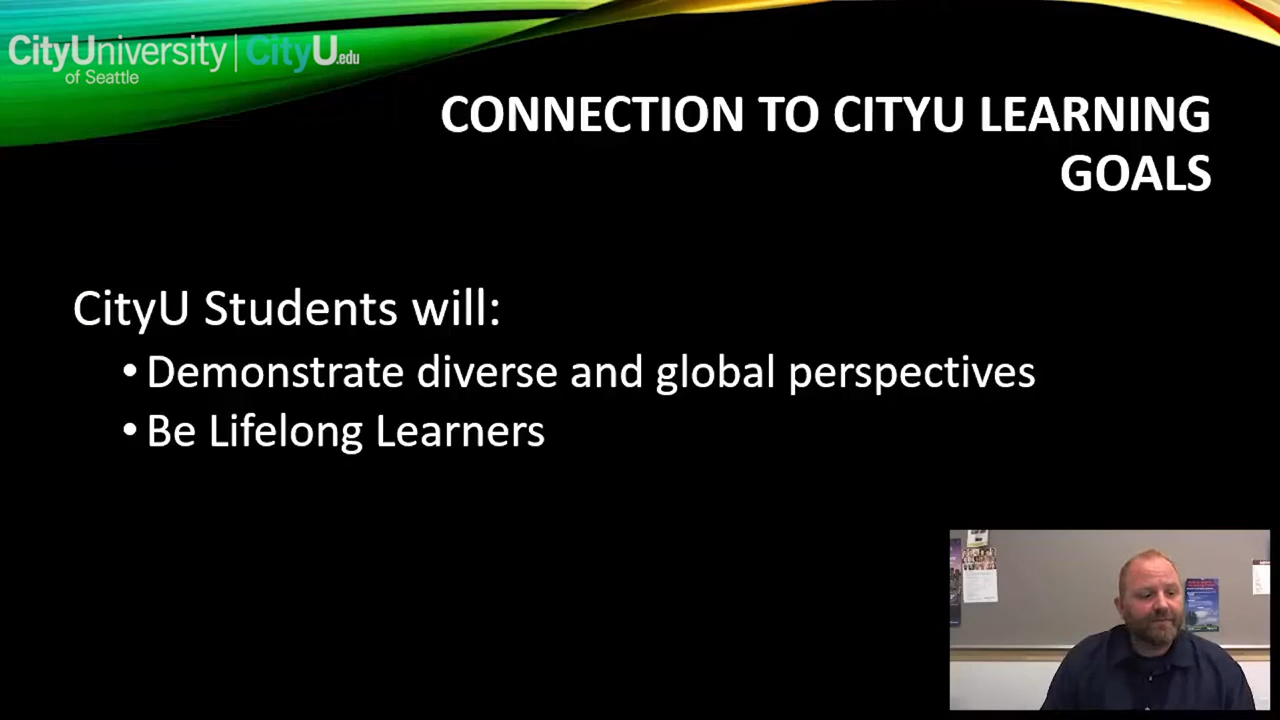 CityUniversity | CityU.edu
of Seattle
CONNECTION TO CITYU LEARNING
GOALS
CityU Students will:
• Demonstrate diverse and global perspectives
• Be Lifelong Learners